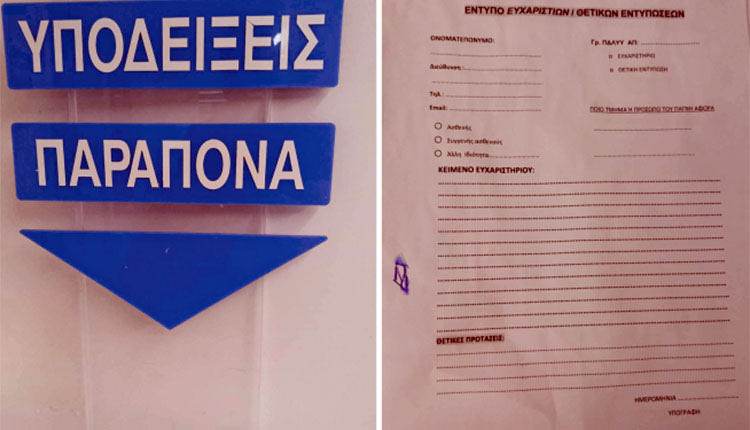 ΥΠΟΔΕΙΞΕΙΣ
ΠΑΡΑΠΟΝΑ
ΕΝΤΥΠΟ ΕΥΧΑΡΙΣΤΙΩΝ / ΘΕΤΙΚΩΝ ΕΝΤΥΠΩΣΕΩΝ
ΟΝΟΜΑΤΕΠΩΝΥΜΟ:
Διεύθυνση :
Τηλ :
Email:
Ασθενής
Συγγενής ασθενούς
Άλλη ιδιότητα
Γρ. ΠΔΛΥΥ ΑΠ:
ΕΥΧΑΡΙΣΤΗΡΙΟ
ΘΕΤΙΚΗ ΕΝΤΥΠΩΣΗ
ΠΟΙΟ ΤΜΗΜΑ Ή ΠΡΟΣΩΠΟ ΤΟΥ ΠΑΓΝΗ ΑΦΟΡΑ
ΚΕΙΜΕΝΟ ΕΥΧΑΡΙΣΤΗΡΙΟΥ:
ΘΕΤΙΚΕΣ ΠΡΟΤΑΣΕΙΣ:
ΗΜΕΡΟΜΗΝΙΑ
ΥΠΟΓΡΑΦΗ